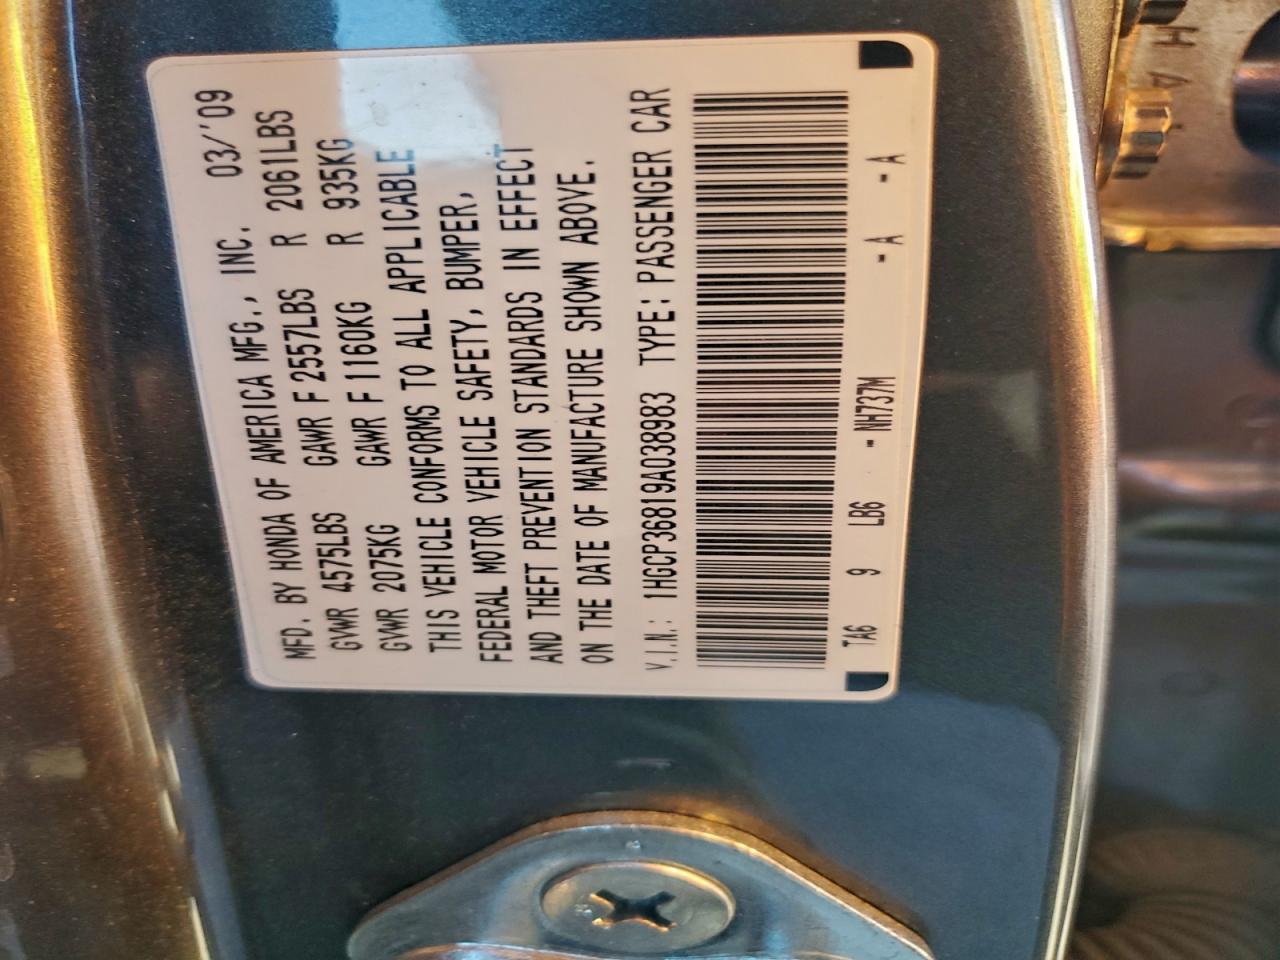 MFD. BY HONDA OF AMERICA MFG., INC. 03/'09
GVWR 4575LBS GAWR F 2557LBS R 2061LBS
GVWR 2075KG GAWR F 1160KG R 935KG
THIS VEHICLE CONFORMS TO ALL APPLICABLE
FEDERAL MOTOR VEHICLE SAFETY, BUMPER,
AND THEFT PREVENTION STANDARDS IN EFFECT
ON THE DATE OF MANUFACTURE SHOWN ABOVE.
V.I.N.: 1HGCP36819A038983 TYPE: PASSENGER CAR
TA6 9 LB6 - NH737M - A - A